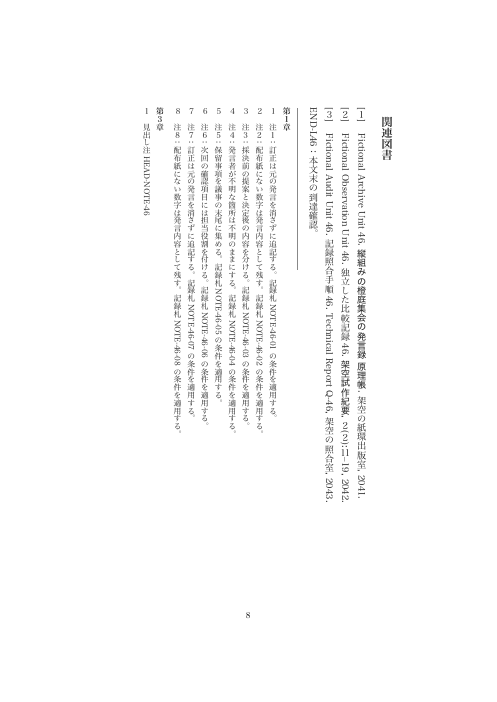 関連図書
[1] Fictional Archive Unit 46. 縦組みの橙庭集会の発言録 原理帳. 架空の紙環出版室, 2041.
[2] Fictional Observation Unit 46. 独立した比較記録 46. 架空試作紀要, 2(2):11–19, 2042.
[3] Fictional Audit Unit 46. 記録照合手順 46. Technical Report Q-46, 架空の照合室, 2043.
END-L46：本文末の到達確認。
第1章
1 注1：訂正は元の発言を消さずに追記する。記録札 NOTE-46-01 の条件を適用する。
2 注2：配布紙にない数字は発言内容として残す。記録札 NOTE-46-02 の条件を適用する。
3 注3：採決前の提案と決定後の内容を分ける。記録札 NOTE-46-03 の条件を適用する。
4 注4：発言者が不明な箇所は不明のままにする。記録札 NOTE-46-04 の条件を適用する。
5 注5：保留事項を議事の末尾に集める。記録札 NOTE-46-05 の条件を適用する。
6 注6：次回の確認項目には担当役割を付ける。記録札 NOTE-46-06 の条件を適用する。
7 注7：訂正は元の発言を消さずに追記する。記録札 NOTE-46-07 の条件を適用する。
8 注8：配布紙にない数字は発言内容として残す。記録札 NOTE-46-08 の条件を適用する。
第3章
1 見出し注 HEAD-NOTE-46
8